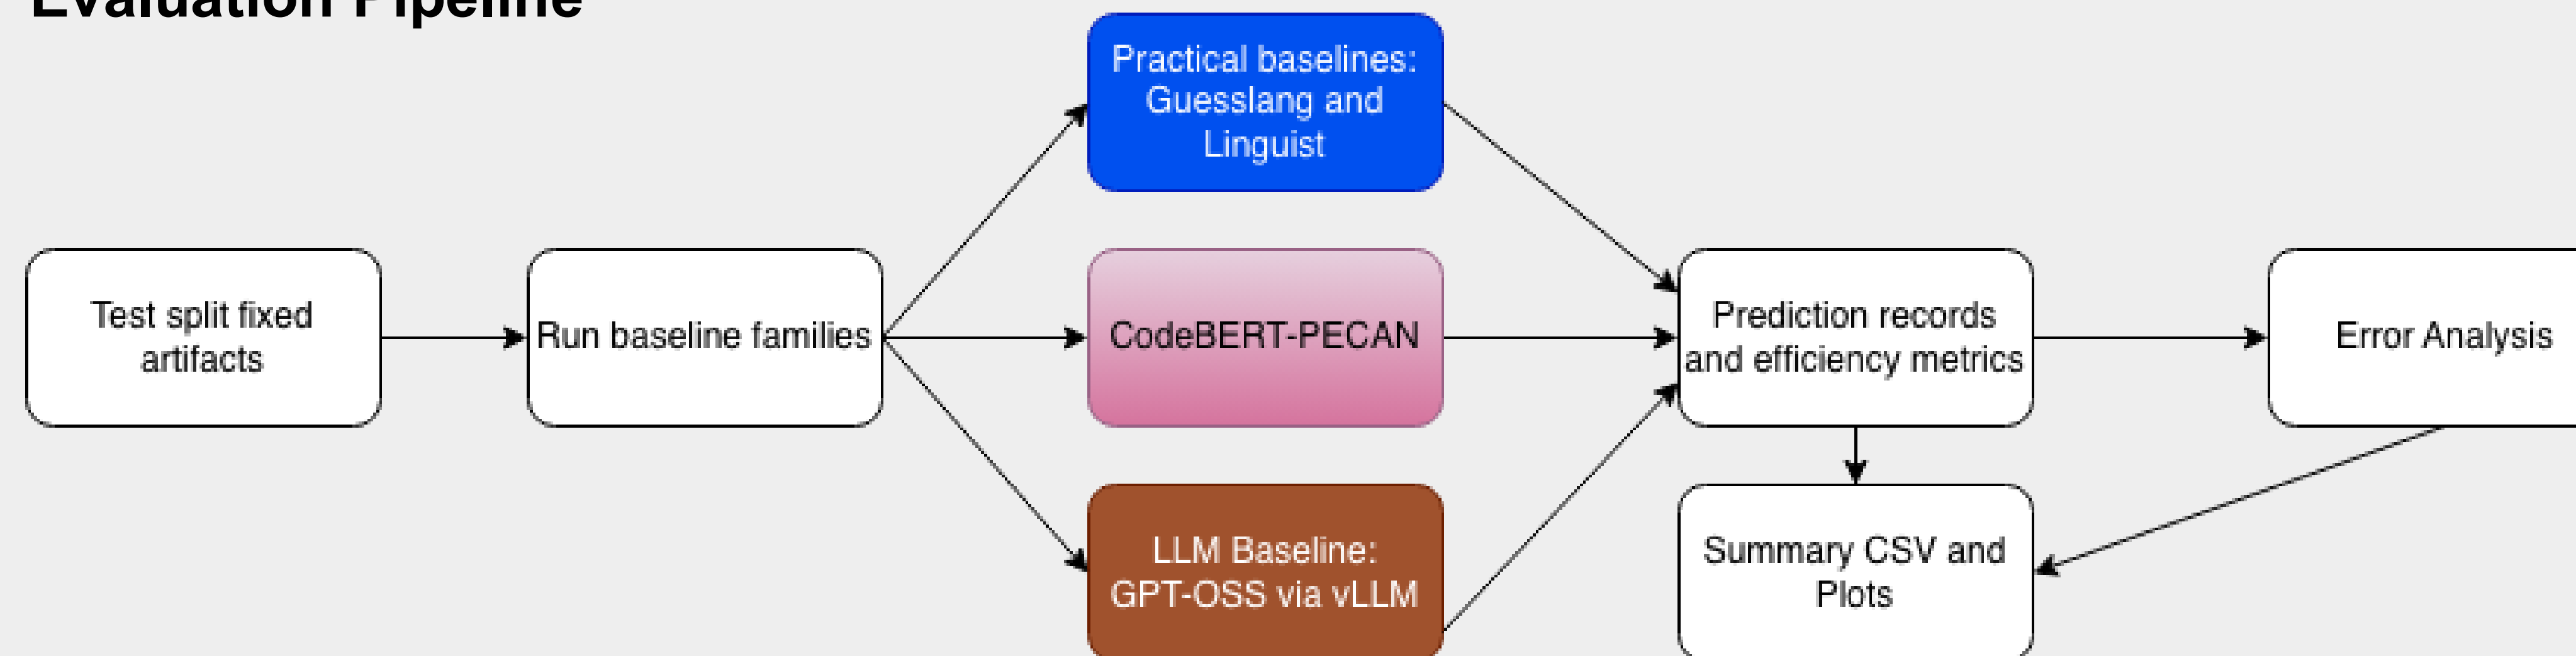 Evaluation Pipeline
Practical baselines:
Guesslang and
Linguist
Test split fixed
artifacts
Run baseline families
CodeBERT-PECAN
Prediction records
and efficiency metrics
Error Analysis
LLM Baseline:
GPT-OSS via vLLM
Summary CSV and
Plots